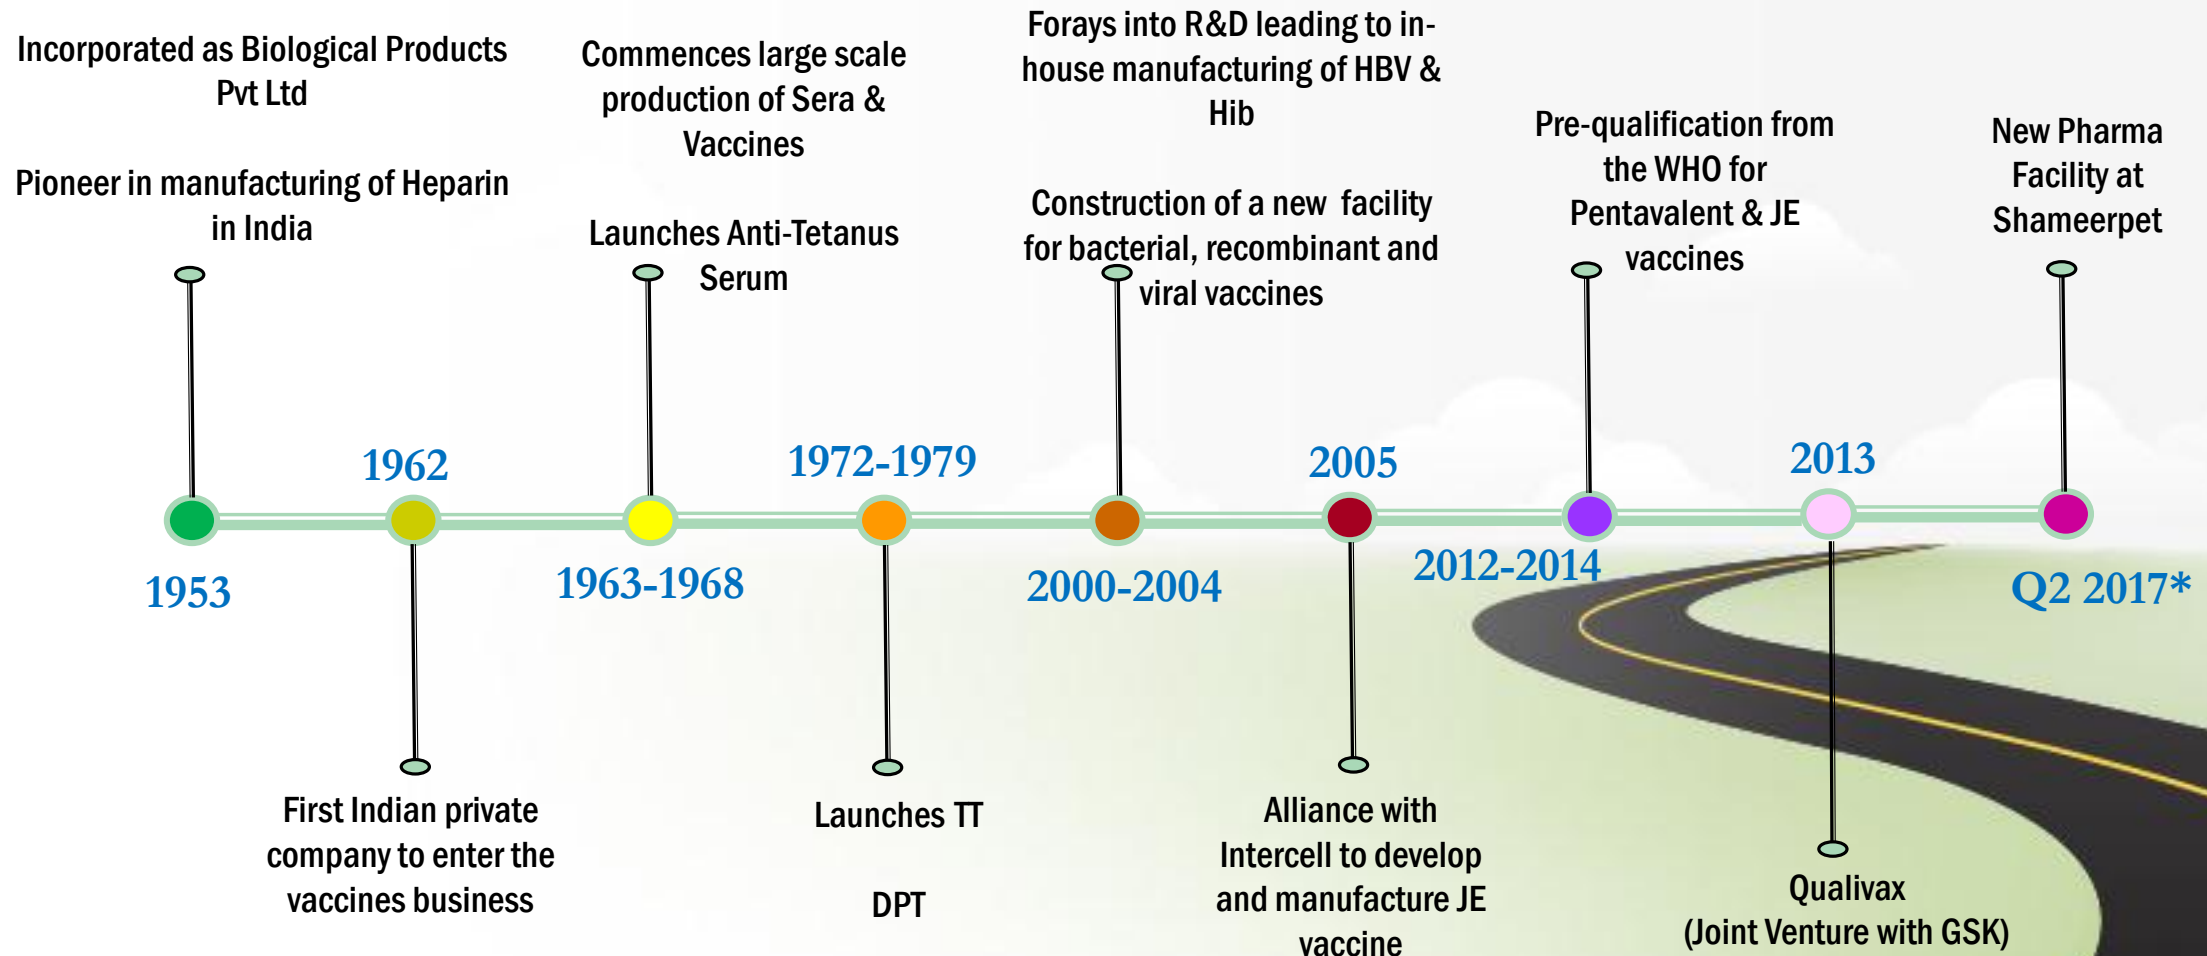 Incorporated as Biological Products
Pvt Ltd
Pioneer in manufacturing of Heparin
in India
1953
1962
First Indian private
company to enter the
vaccines business
Commences large scale
production of Sera &
Vaccines
Launches Anti-Tetanus
Serum
1963-1968
1972-1979
Launches TT
DPT
Forays into R&D leading to in-
house manufacturing of HBV &
Hib
Construction of a new  facility
for bacterial, recombinant and
viral vaccines
2000-2004
2005
Alliance with
Intercell to develop
and manufacture JE
vaccine
Pre-qualification from
the WHO for
Pentavalent & JE
vaccines
2012-2014
2013
Qualivax
(Joint Venture with GSK)
New Pharma
Facility at
Shameerpet
Q2 2017*